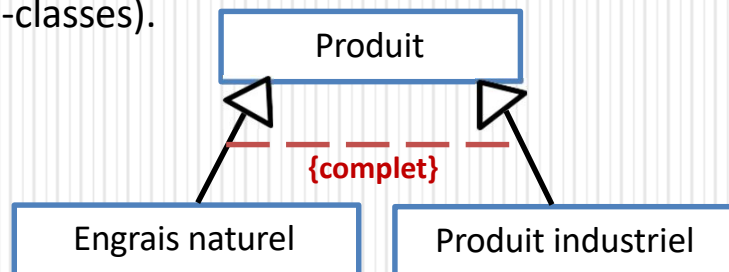 -classes).
Produit
{complet}
Engrais naturel
Produit industriel